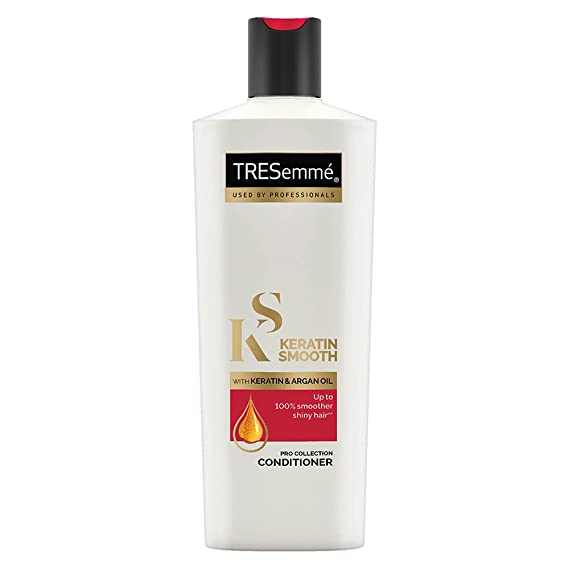 TRESemmé®
USED BY PROFESSIONALS
KS
KERATIN
SMOOTH
WITH KERATIN & ARGAN OIL
Up to
100% smoother
shiny hair**
PRO COLLECTION
CONDITIONER